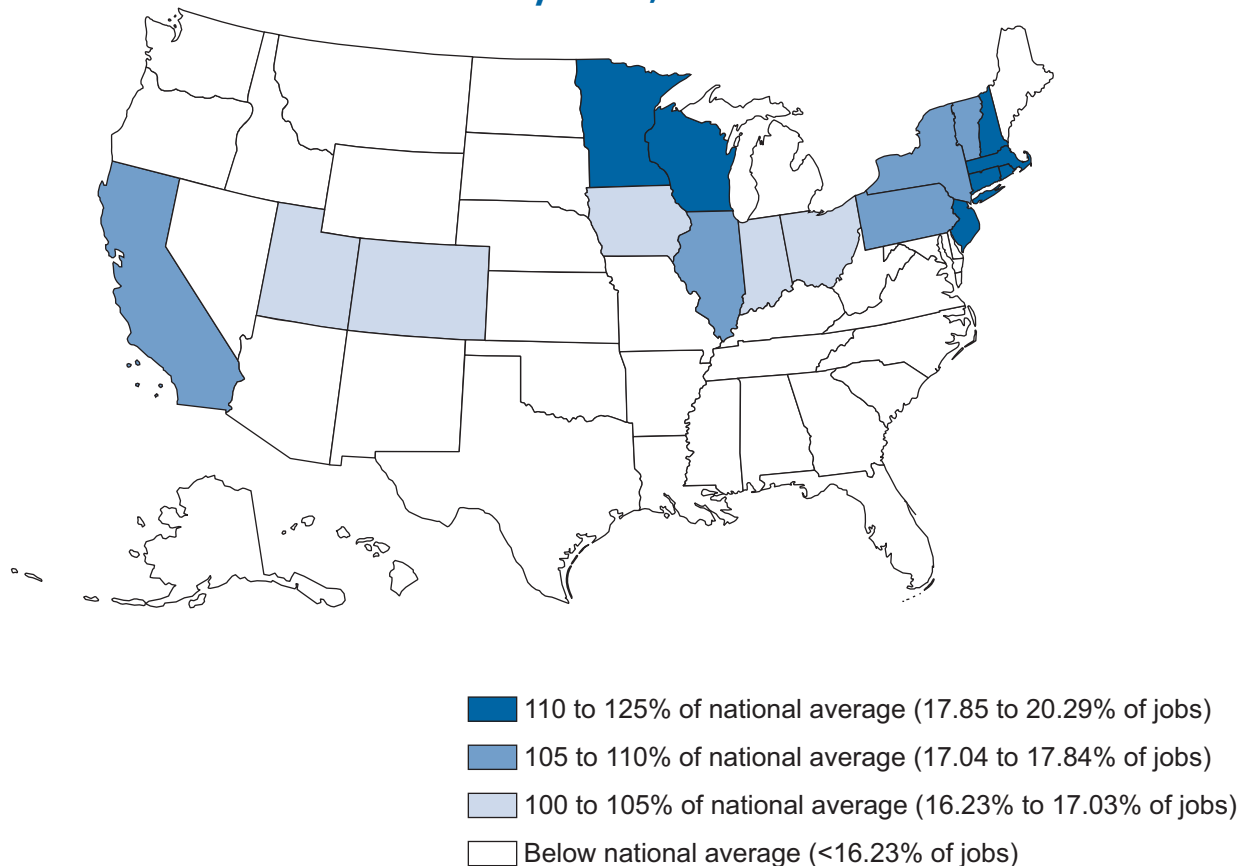 110 to 125% of national average (17.85 to 20.29% of jobs)
105 to 110% of national average (17.04 to 17.84% of jobs)
100 to 105% of national average (16.23% to 17.03% of jobs)
Below national average (<16.23% of jobs)